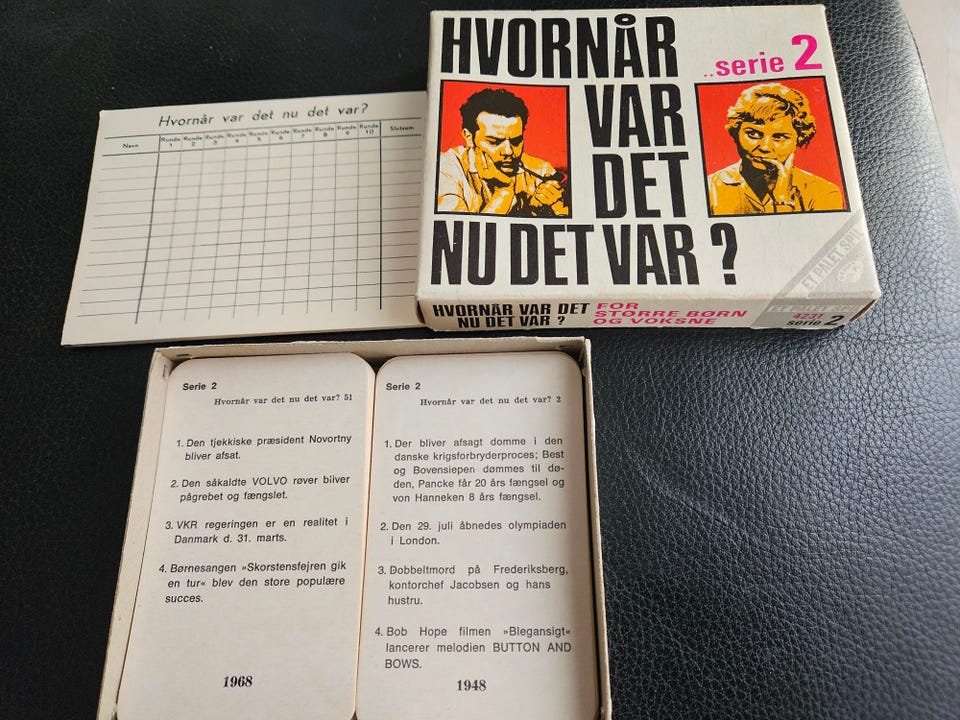 HVORNÅR
VAR
DET
NU DET VAR ?
..serie 2
ET PALET SPIL
HVORNÅR VAR DET
NU DET VAR ?
FOR
STØRRE BØRN
OG VOKSNE
ET PALET SPIL
4231
serie 2
Hvornår var det nu det var?
Navn
Runde 1
Runde 2
Runde 3
Runde 4
Runde 5
Runde 6
Runde 7
Runde 8
Runde 9
Runde 10
Slutsum
Serie 2
Hvornår var det nu det var? 51
1. Den tjekkiske præsident Novortny
bliver afsat.
2. Den såkaldte VOLVO røver bilver
pågrebet og fængslet.
3. VKR regeringen er en realitet i
Danmark d. 31. marts.
4. Børnesangen »Skorstensfejren gik
en tur« blev den store populære
succes.
1968
Serie 2
Hvornår var det nu det var? 2
1. Der bliver afsagt domme i den
danske krigsforbryderproces; Best
og Bovensiepen dømmes til dø-
den, Pancke får 20 års fængsel og
von Hanneken 8 års fængsel.
2. Den 29. juli åbnedes olympiaden
i London.
3. Dobbeltmord på Frederiksberg,
kontorchef Jacobsen og hans
hustru.
4. Bob Hope filmen »Blegansigt«
lancerer melodien BUTTON AND
BOWS.
1948